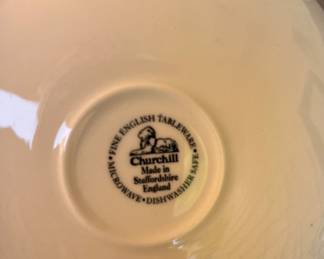 • FINE ENGLISH TABLEWARE •
Churchill
Made in
Staffordshire
England
MICROWAVE • DISHWASHER SAFE